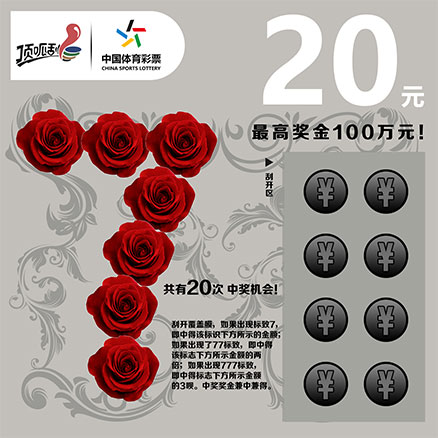 顶呱刮
中国体育彩票
CHINA SPORTS LOTTERY
20元
最高奖金100万元!
刮开区
共有20次 中奖机会!
刮开覆盖膜，如果出现标致7,
即中得该标识下方所示的金额；
如果出现了77标致，即中得
该标志下方所示金额的两
倍；如果出现777标致，
即中得标志下方所示金额
的3呗。中奖奖金兼中兼得。
¥ ¥
¥ ¥
¥ ¥
¥ ¥